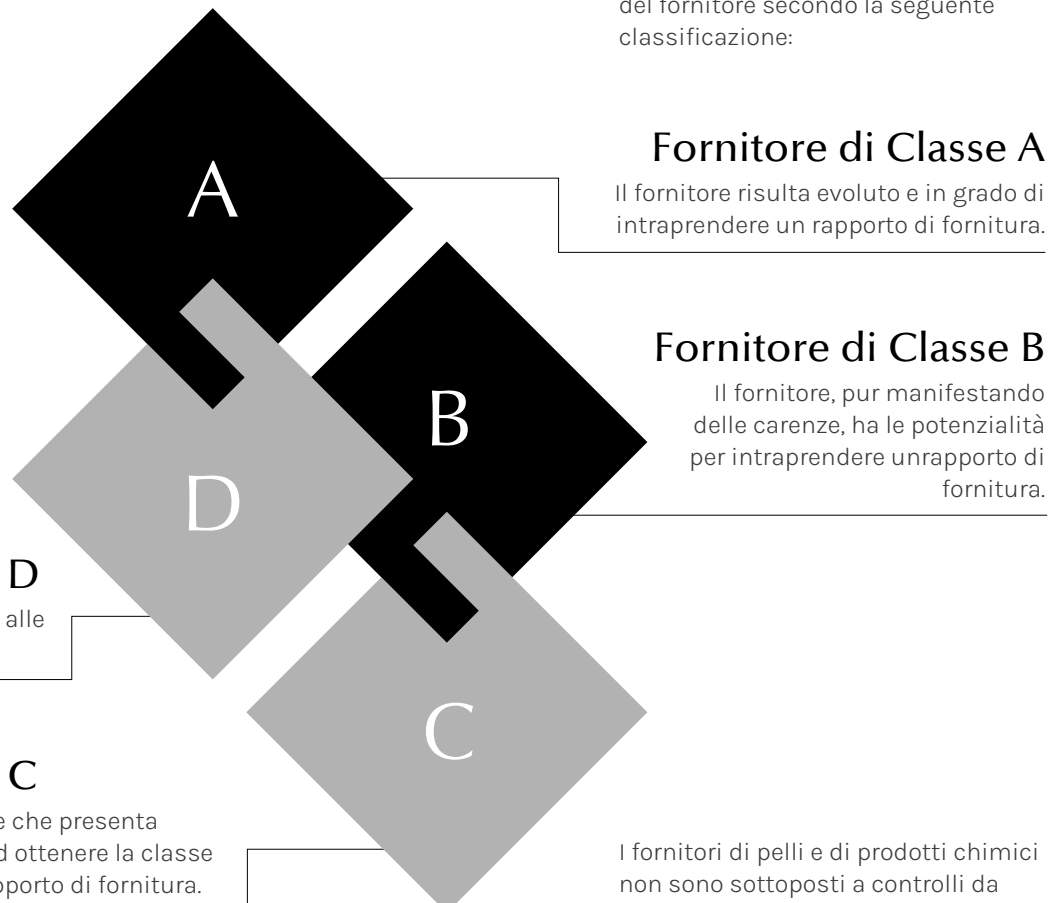 del fornitore secondo la seguente
classificazione:
A
Fornitore di Classe A
Il fornitore risulta evoluto e in grado di
intraprendere un rapporto di fornitura.
B
Fornitore di Classe B
Il fornitore, pur manifestando
delle carenze, ha le potenzialità
per intraprendere unrapporto di
fornitura.
D
D
alle
C
C
che presenta
ottenere la classe
di fornitura.
I fornitori di pelli e di prodotti chimici
non sono sottoposti a controlli da